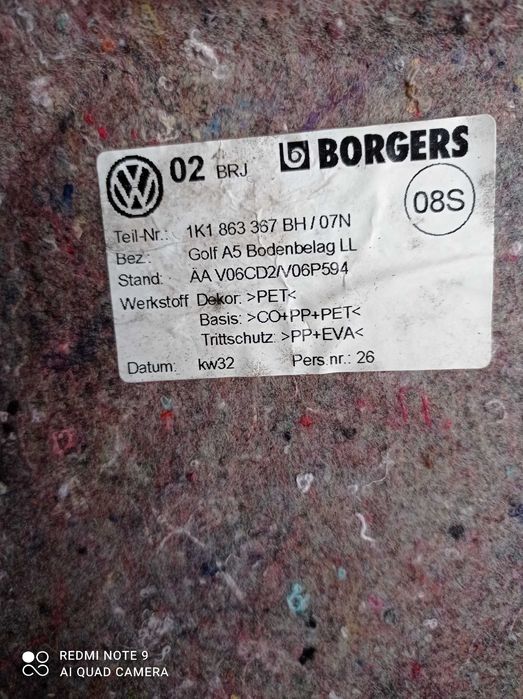 02 BRJ BORGERS
08S
Teil-Nr.: 1K1 863 367 BH / 07N
Bez.: Golf A5 Bodenbelag LL
Stand: ÄA V06CD2/V06P594
Werkstoff Dekor: >PET<
Basis: >CO+PP+PET<
Trittschutz: >PP+EVA<
Datum: kw32 Pers.nr.: 26
REDMI NOTE 9
AI QUAD CAMERA